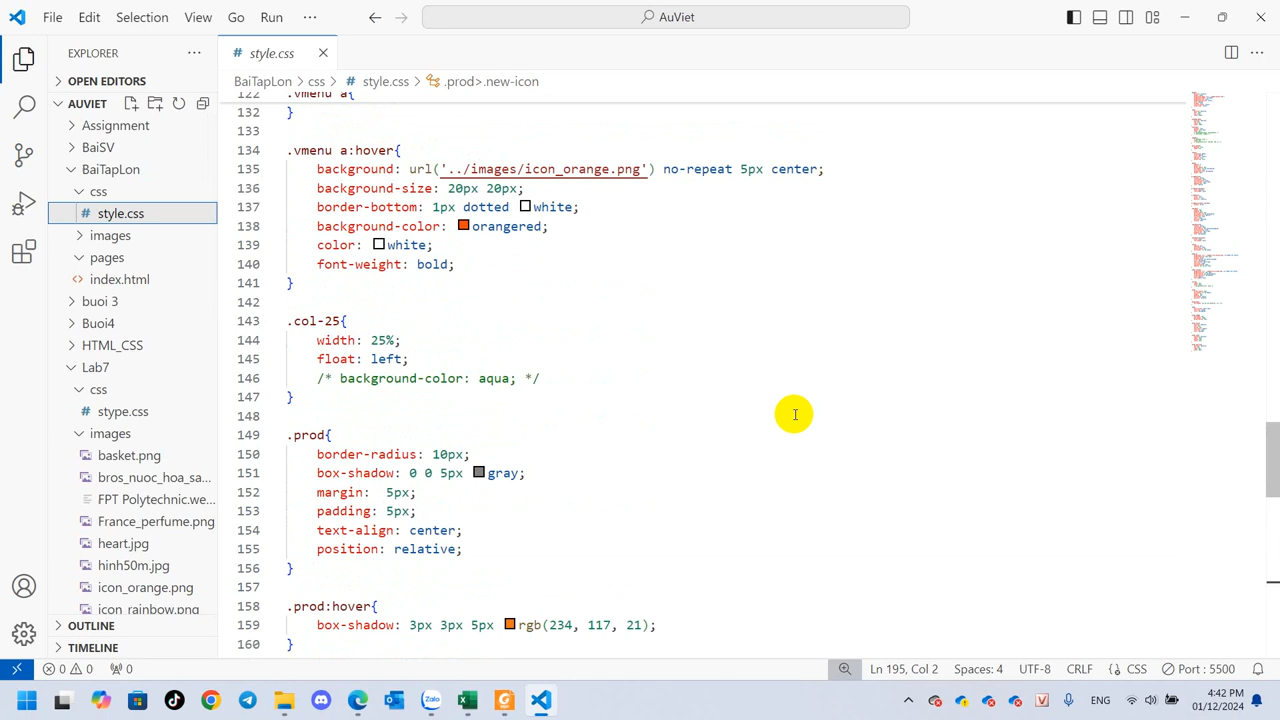 File Edit Selection View Go Run ··· AuViet
EXPLORER ···
# style.css
OPEN EDITORS
BaiTapLon > css > # style.css > .prod>.new-icon
AUVIET
Assignment
BaiSV
BaiTapLon
css
# style.css
images
pages
<> index.html
buoi 3
Buoi4
HTML_CSS
Lab7
css
# stype.css
images
basket.png
bros_nuoc_hoa_sa...
FPT Polytechnic.we...
France_perfume.png
heart.jpg
hinh50m.jpg
icon_orange.png
icon_rainbow.png
OUTLINE
TIMELINE
122 .vmenu a{
132 }
133
134 .vmenu a:hover{
135 background: url('../images/icon_orange.png') no-repeat 5px center;
136 background-size: 20px 20px;
137 border-bottom: 1px dotted white;
138 background-color: orangered;
139 color: white;
140 font-weight: bold;
141 }
142
143 .col-25{
144 width: 25%;
145 float: left;
146 /* background-color: aqua; */
147 }
148
149 .prod{
150 border-radius: 10px;
151 box-shadow: 0 0 5px gray;
152 margin: 5px;
153 padding: 5px;
154 text-align: center;
155 position: relative;
156 }
157
158 .prod:hover{
159 box-shadow: 3px 3px 5px rgb(234, 117, 21);
160 }
0 0 0 Ln 195, Col 2 Spaces: 4 UTF-8 CRLF {} CSS Port : 5500
Zalo ENG 4:42 PM
01/12/2024